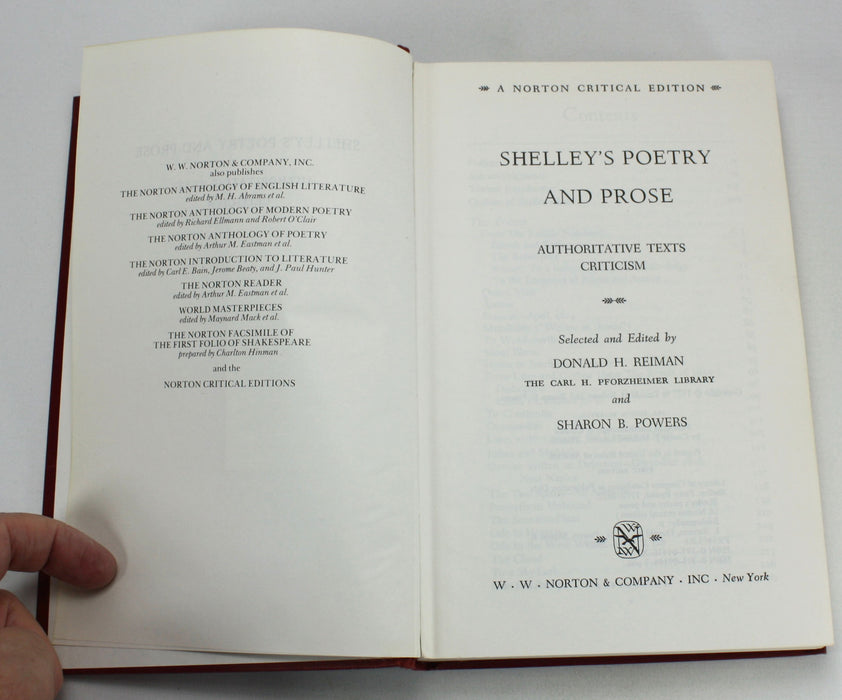 W. W. NORTON & COMPANY, INC.
also publishes
THE NORTON ANTHOLOGY OF ENGLISH LITERATURE
edited by M. H. Abrams et al.
THE NORTON ANTHOLOGY OF MODERN POETRY
edited by Richard Ellmann and Robert O'Clair
THE NORTON ANTHOLOGY OF POETRY
edited by Arthur M. Eastman et al.
THE NORTON INTRODUCTION TO LITERATURE
edited by Carl E. Bain, Jerome Beaty, and J. Paul Hunter
THE NORTON READER
edited by Arthur M. Eastman et al.
WORLD MASTERPIECES
edited by Maynard Mack et al.
THE NORTON FACSIMILE OF
THE FIRST FOLIO OF SHAKESPEARE
prepared by Charlton Hinman
and the
NORTON CRITICAL EDITIONS
A NORTON CRITICAL EDITION
SHELLEY'S POETRY
AND PROSE
AUTHORITATIVE TEXTS
CRITICISM
Selected and Edited by
DONALD H. REIMAN
THE CARL H. PFORZHEIMER LIBRARY
and
SHARON B. POWERS
W · W · NORTON & COMPANY · INC · New York